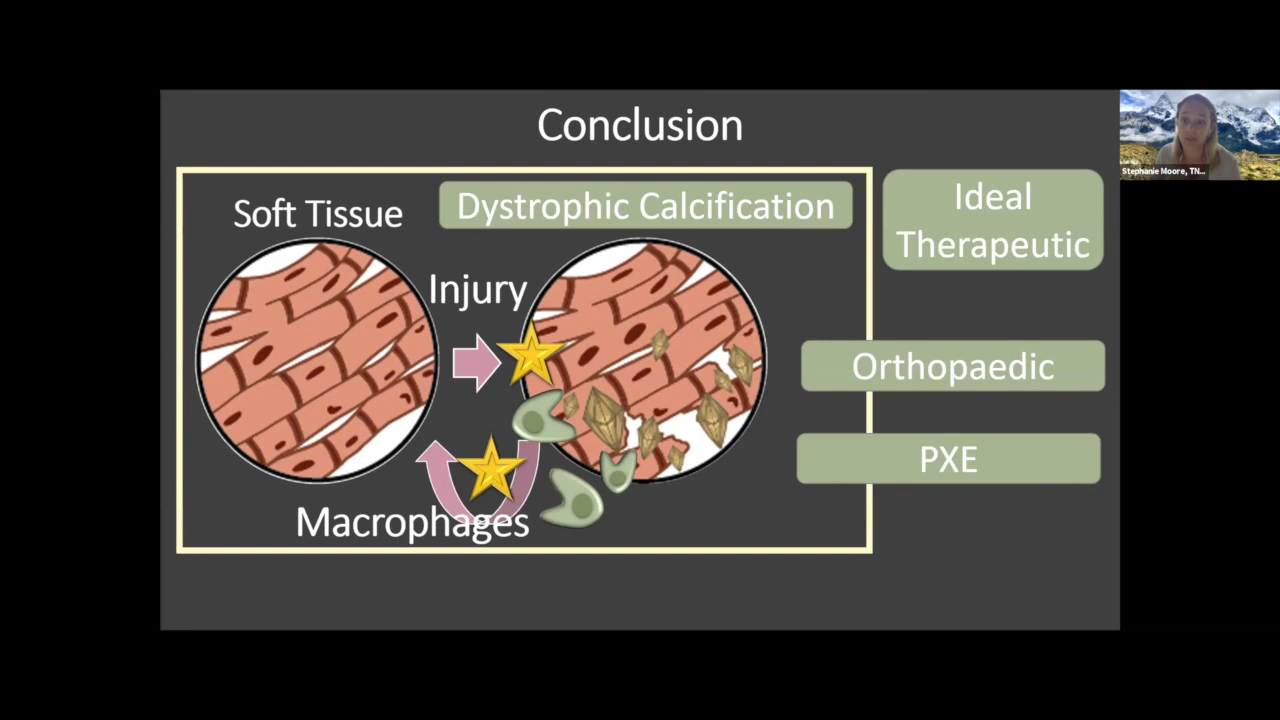 Conclusion
Soft Tissue
Dystrophic Calcification
Ideal
Therapeutic
Injury
Orthopaedic
PXE
Macrophages
Stephanie Moore, TN...